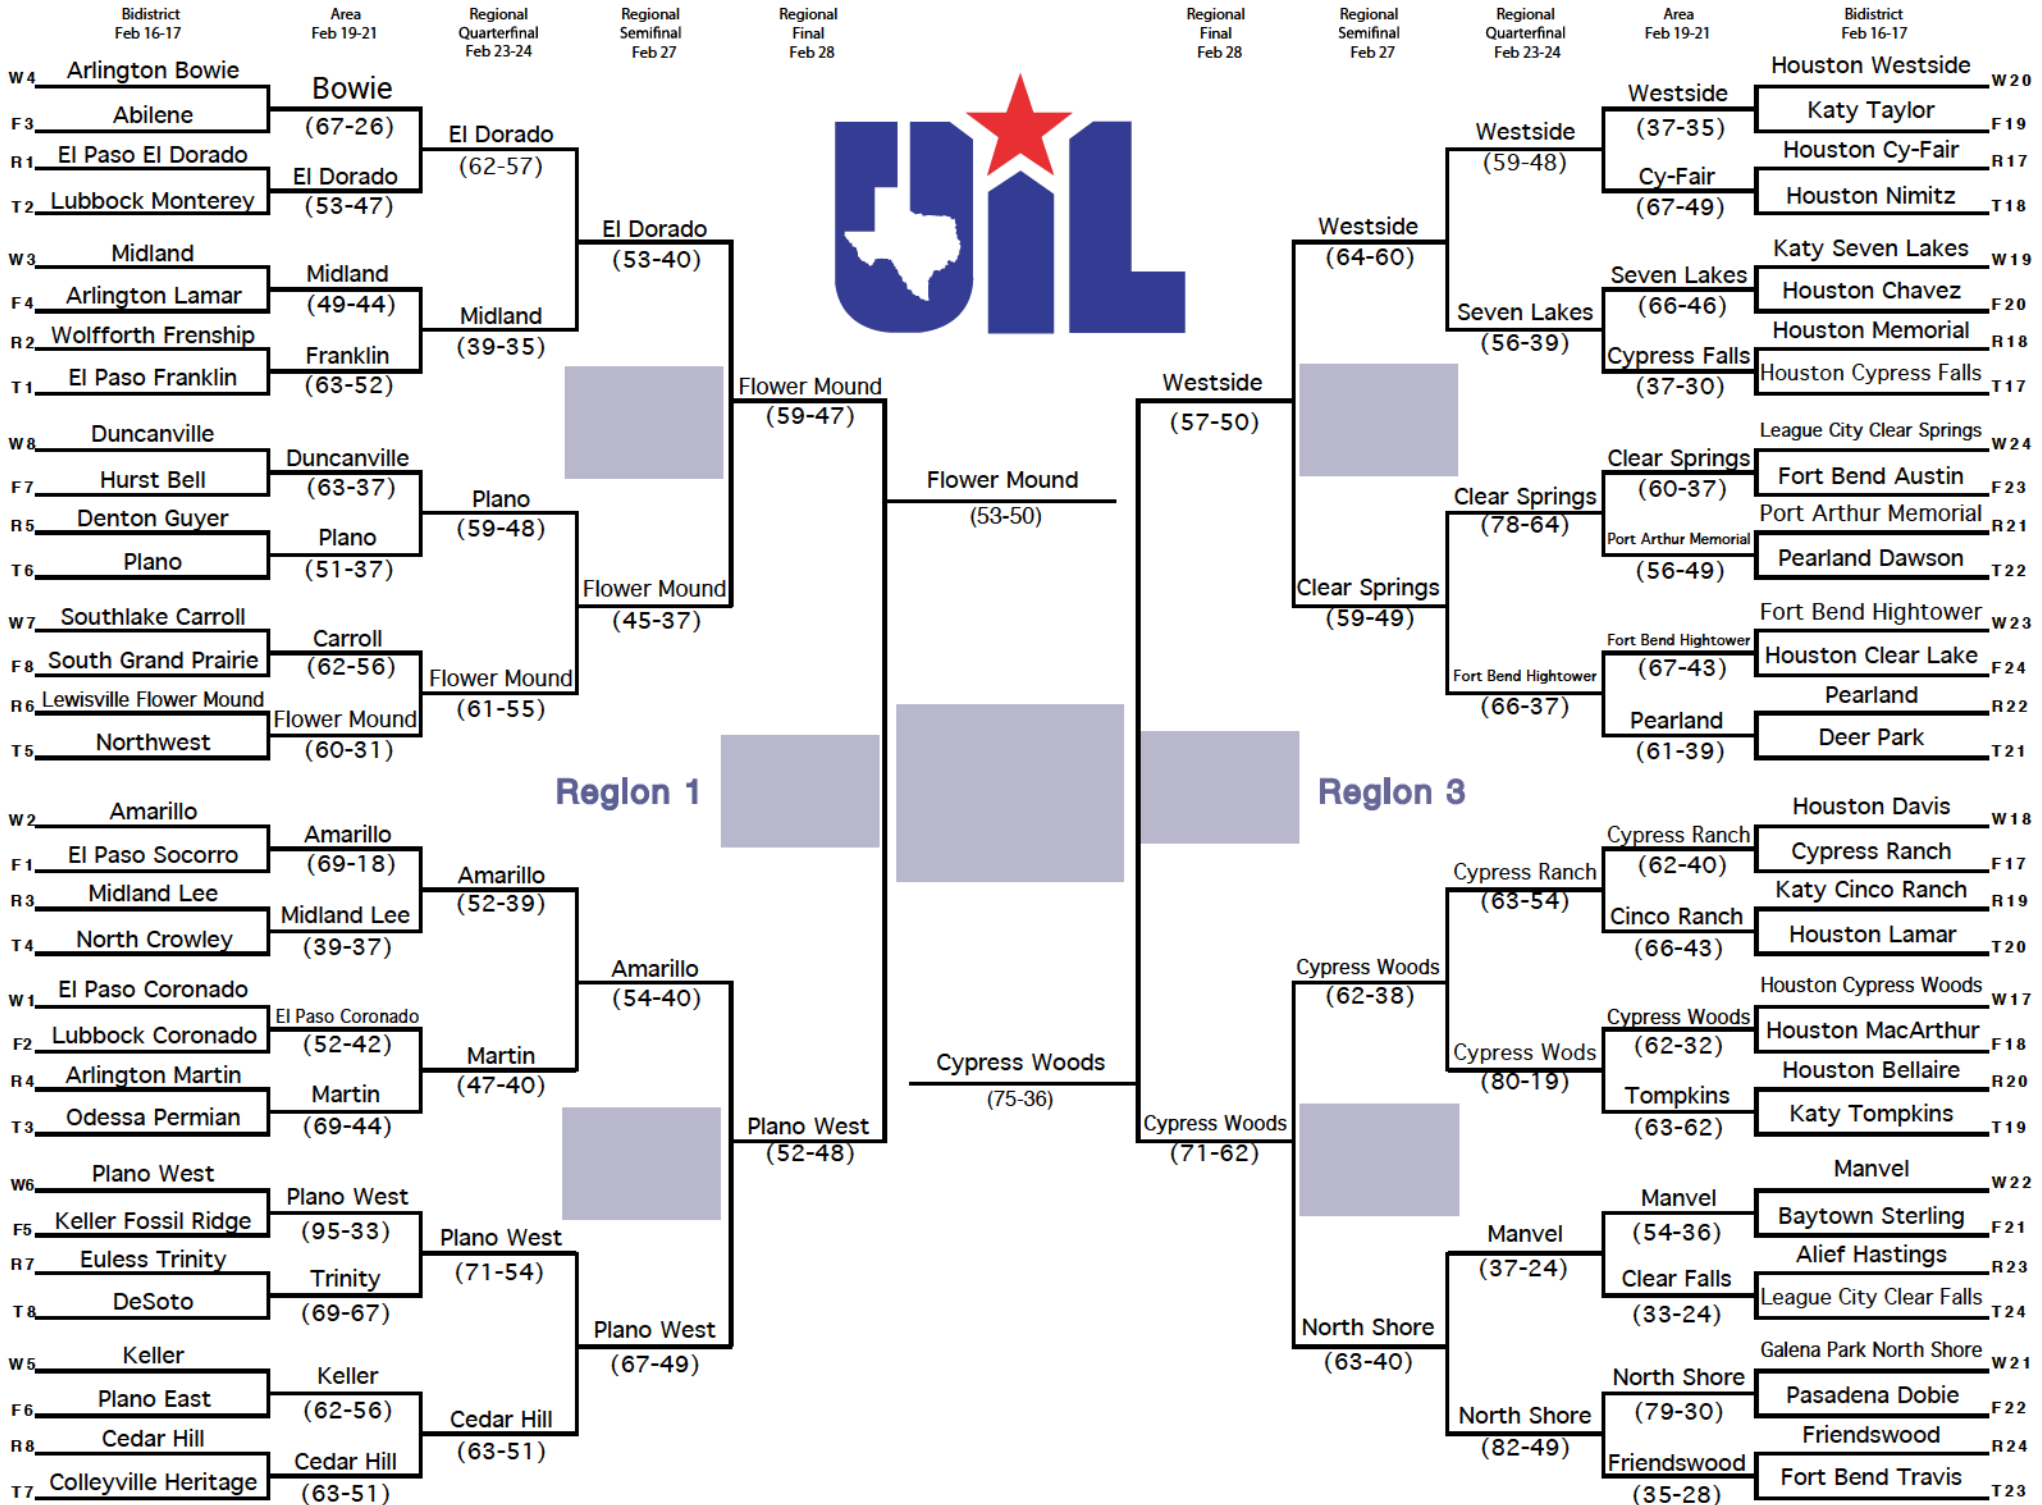 Bidistrict
Feb 16-17
Area
Feb 19-21
Regional
Quarterfinal
Feb 23-24
Regional
Semifinal
Feb 27
Regional
Final
Feb 28
Regional
Final
Feb 28
Regional
Semifinal
Feb 27
Regional
Quarterfinal
Feb 23-24
Area
Feb 19-21
Bidistrict
Feb 16-17
W4 Arlington Bowie
F3 Abilene
R1 El Paso El Dorado
T2 Lubbock Monterey
W3 Midland
F4 Arlington Lamar
R2 Wolfforth Frenship
T1 El Paso Franklin
W8 Duncanville
F7 Hurst Bell
R5 Denton Guyer
T6 Plano
W7 Southlake Carroll
F8 South Grand Prairie
R6 Lewisville Flower Mound
T5 Northwest
W2 Amarillo
F1 El Paso Socorro
R3 Midland Lee
T4 North Crowley
W1 El Paso Coronado
F2 Lubbock Coronado
R4 Arlington Martin
T3 Odessa Permian
W6 Plano West
F5 Keller Fossil Ridge
R7 Euless Trinity
T8 DeSoto
W5 Keller
F6 Plano East
R8 Cedar Hill
T7 Colleyville Heritage
Bowie
(67-26)
El Dorado
(53-47)
Midland
(49-44)
Franklin
(63-52)
Duncanville
(63-37)
Plano
(51-37)
Carroll
(62-56)
Flower Mound
(60-31)
Amarillo
(69-18)
Midland Lee
(39-37)
El Paso Coronado
(52-42)
Martin
(69-44)
Plano West
(95-33)
Trinity
(69-67)
Keller
(62-56)
Cedar Hill
(63-51)
El Dorado
(62-57)
Midland
(39-35)
Plano
(59-48)
Flower Mound
(61-55)
Amarillo
(52-39)
Martin
(47-40)
Plano West
(71-54)
Cedar Hill
(63-51)
El Dorado
(53-40)
Flower Mound
(45-37)
Region 1
Amarillo
(54-40)
Plano West
(67-49)
Flower Mound
(59-47)
Plano West
(52-48)
UIL
Flower Mound
(53-50)
Cypress Woods
(75-36)
Westside
(57-50)
Cypress Woods
(71-62)
Westside
(64-60)
Clear Springs
(59-49)
Region 3
Cypress Woods
(62-38)
North Shore
(63-40)
Westside
(59-48)
Seven Lakes
(56-39)
Clear Springs
(78-64)
Fort Bend Hightower
(66-37)
Cypress Ranch
(63-54)
Cypress Wods
(80-19)
Manvel
(37-24)
North Shore
(82-49)
Westside
(37-35)
Cy-Fair
(67-49)
Seven Lakes
(66-46)
Cypress Falls
(37-30)
Clear Springs
(60-37)
Port Arthur Memorial
(56-49)
Fort Bend Hightower
(67-43)
Pearland
(61-39)
Cypress Ranch
(62-40)
Cinco Ranch
(66-43)
Cypress Woods
(62-32)
Tompkins
(63-62)
Manvel
(54-36)
Clear Falls
(33-24)
North Shore
(79-30)
Friendswood
(35-28)
Houston Westside W20
Katy Taylor F19
Houston Cy-Fair R17
Houston Nimitz T18
Katy Seven Lakes W19
Houston Chavez F20
Houston Memorial R18
Houston Cypress Falls T17
League City Clear Springs W24
Fort Bend Austin F23
Port Arthur Memorial R21
Pearland Dawson T22
Fort Bend Hightower W23
Houston Clear Lake F24
Pearland R22
Deer Park T21
Houston Davis W18
Cypress Ranch F17
Katy Cinco Ranch R19
Houston Lamar T20
Houston Cypress Woods W17
Houston MacArthur F18
Houston Bellaire R20
Katy Tompkins T19
Manvel W22
Baytown Sterling F21
Alief Hastings R23
League City Clear Falls T24
Galena Park North Shore W21
Pasadena Dobie F22
Friendswood R24
Fort Bend Travis T23